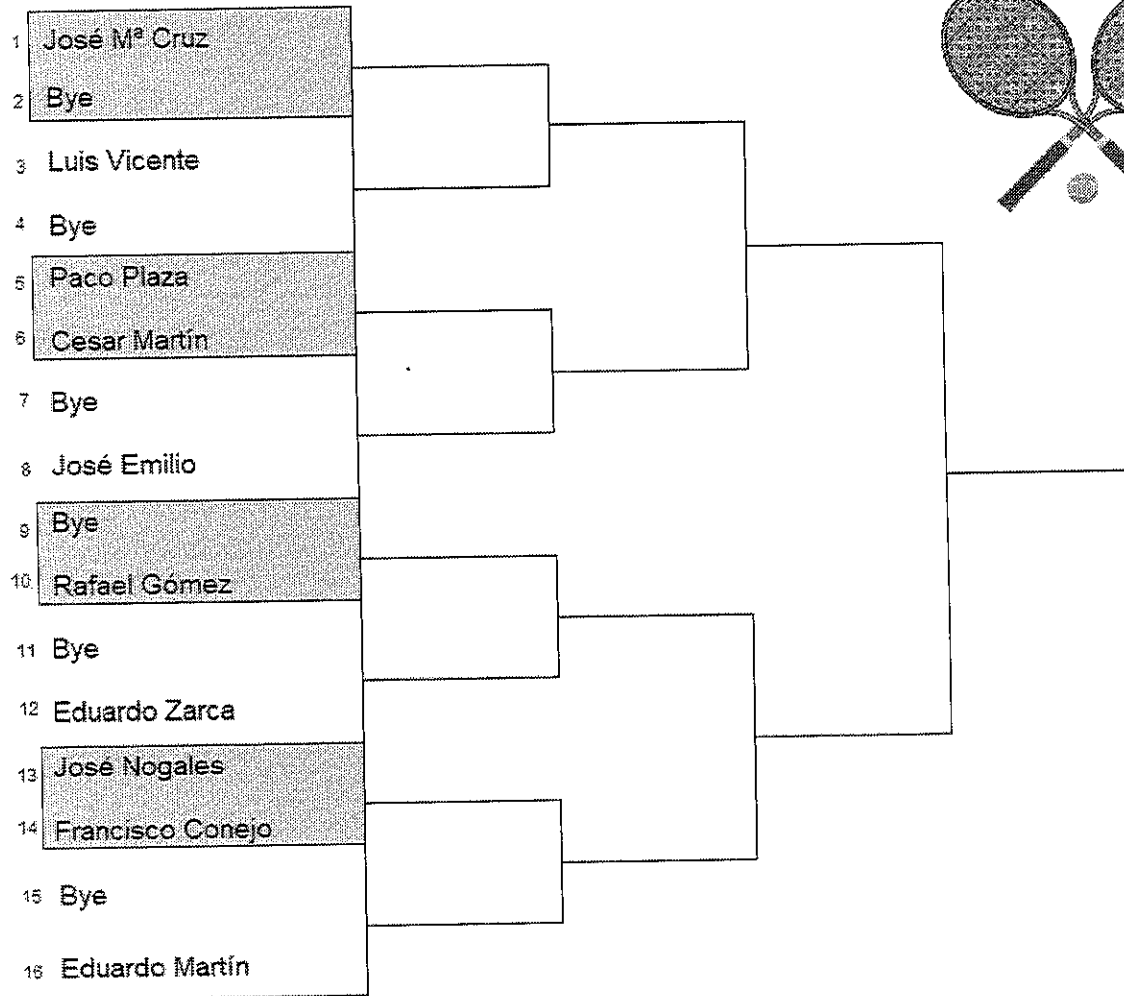 1 José Mª Cruz
2 Bye
3 Luis Vicente
4 Bye
5 Paco Plaza
6 Cesar Martín
7 Bye
8 José Emilio
9 Bye
10 Rafael Gómez
11 Bye
12 Eduardo Zarca
13 José Nogales
14 Francisco Conejo
15 Bye
16 Eduardo Martín